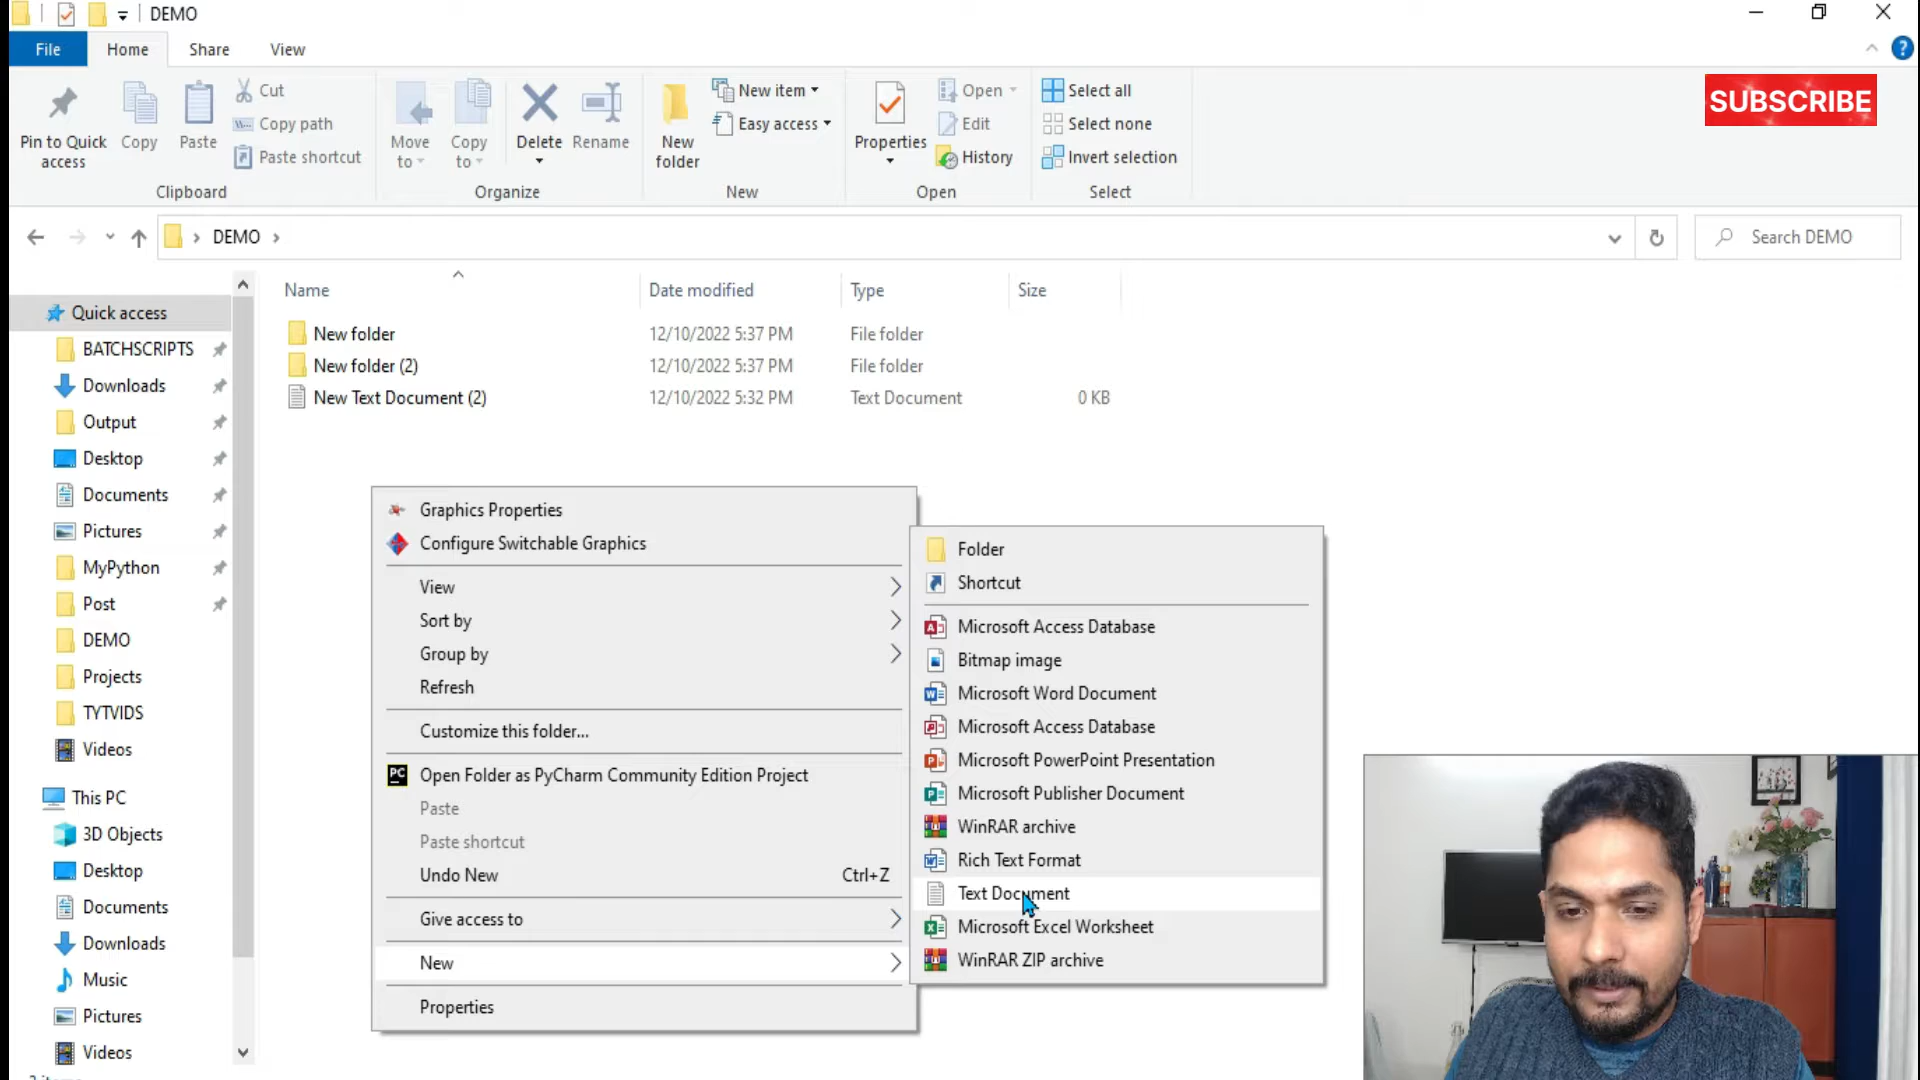 DEMO
File Home Share View
SUBSCRIBE
Pin to Quick access
Copy
Paste
Cut
Copy path
Paste shortcut
Clipboard
Move to
Copy to
Delete
Rename
Organize
New folder
New item
Easy access
New
Properties
Open
Edit
History
Open
Select all
Select none
Invert selection
Select
DEMO
Search DEMO
Name Date modified Type Size
New folder 12/10/2022 5:37 PM File folder
New folder (2) 12/10/2022 5:37 PM File folder
New Text Document (2) 12/10/2022 5:32 PM Text Document 0 KB
Quick access
BATCHSCRIPTS
Downloads
Output
Desktop
Documents
Pictures
MyPython
Post
DEMO
Projects
TYTVIDS
Videos
This PC
3D Objects
Desktop
Documents
Downloads
Music
Pictures
Videos
Graphics Properties
Configure Switchable Graphics
View
Sort by
Group by
Refresh
Customize this folder...
PC Open Folder as PyCharm Community Edition Project
Paste
Paste shortcut
Undo New Ctrl+Z
Give access to
New
Properties
Folder
Shortcut
Microsoft Access Database
Bitmap image
Microsoft Word Document
Microsoft Access Database
Microsoft PowerPoint Presentation
Microsoft Publisher Document
WinRAR archive
Rich Text Format
Text Document
Microsoft Excel Worksheet
WinRAR ZIP archive